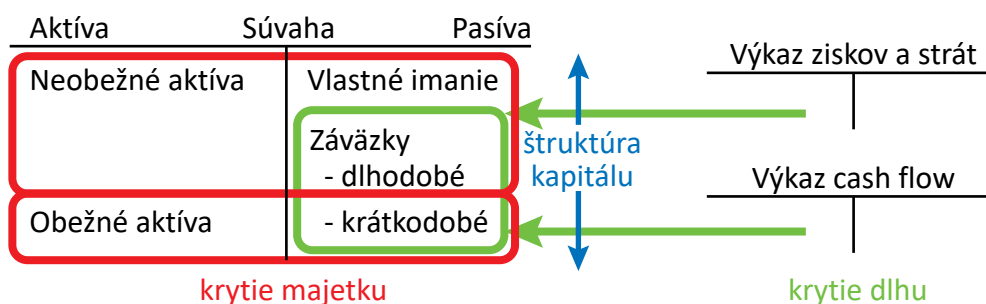 Aktíva Súvaha Pasíva
Neobežné aktíva
Vlastné imanie
Záväzky
- dlhodobé
Obežné aktíva
- krátkodobé
štruktúra
kapitálu
Výkaz ziskov a strát
Výkaz cash flow
krytie majetku
krytie dlhu